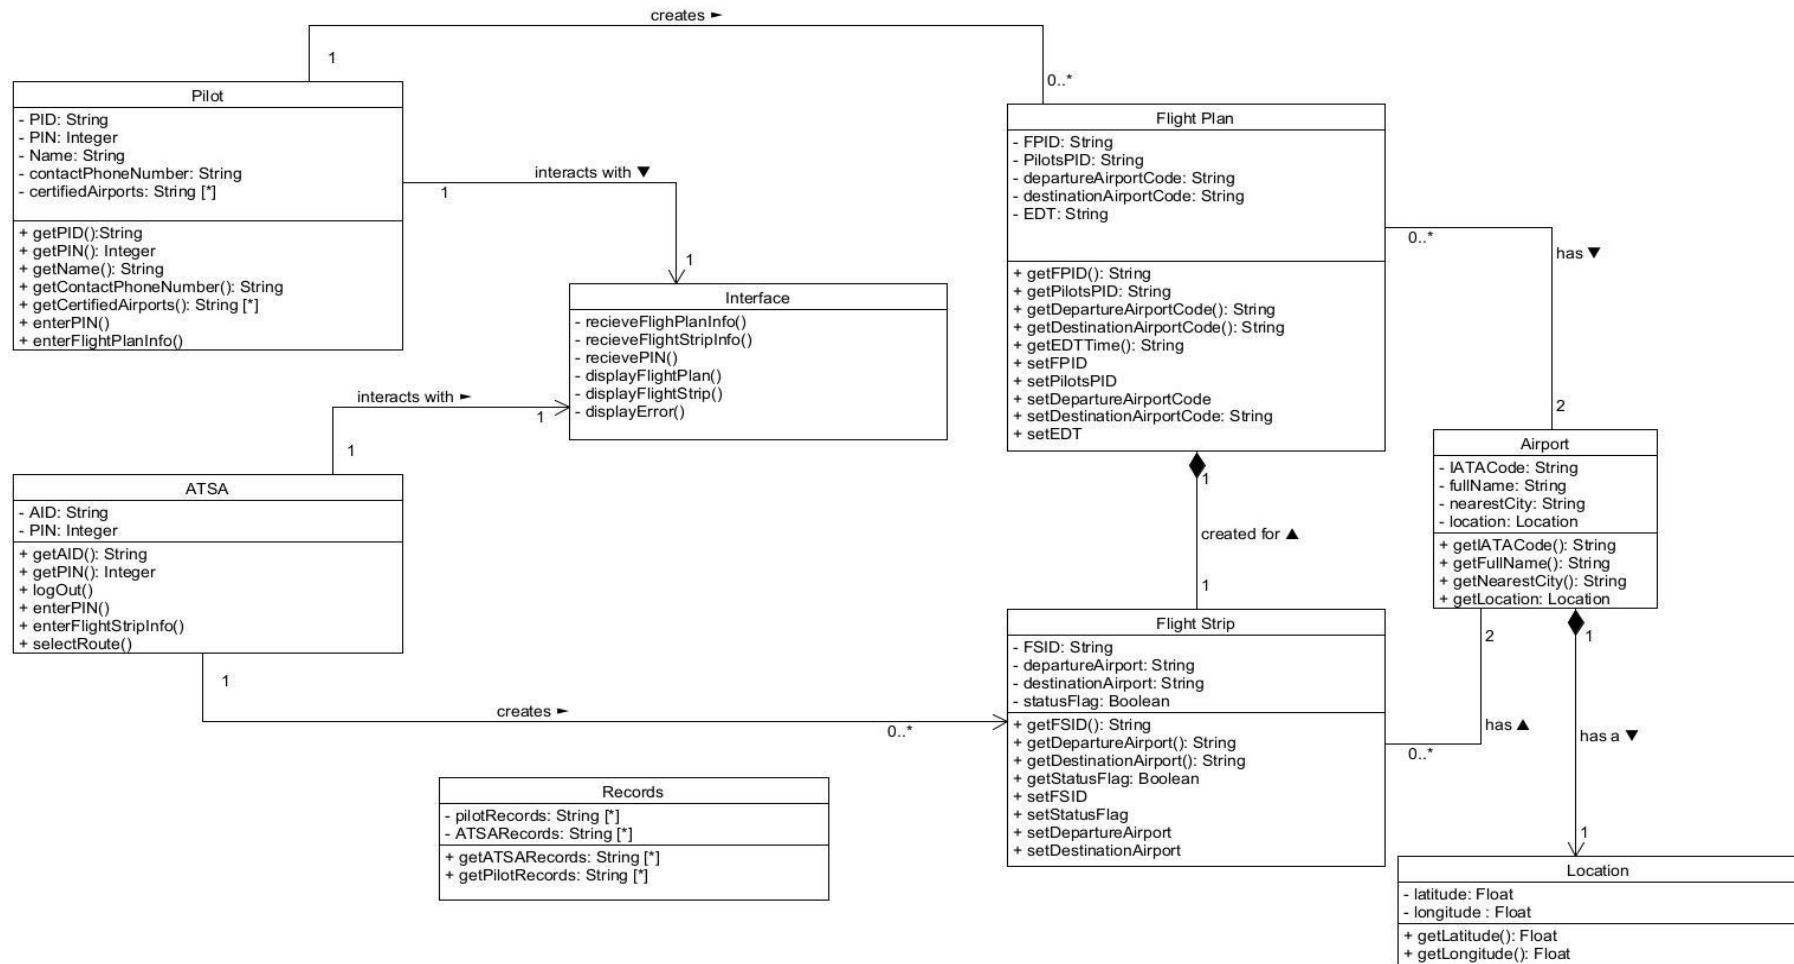 creates ►
1
0..*
Pilot
- PID: String
- PIN: Integer
- Name: String
- contactPhoneNumber: String
- certifiedAirports: String [*]
+ getPID():String
+ getPIN(): Integer
+ getName(): String
+ getContactPhoneNumber(): String
+ getCertifiedAirports(): String [*]
+ enterPIN()
+ enterFlightPlanInfo()
interacts with ▼
1
1
Interface
- recieveFlighPlanInfo()
- recieveFlightStripInfo()
- recievePIN()
- displayFlightPlan()
- displayFlightStrip()
- displayError()
interacts with ►
1
1
ATSA
- AID: String
- PIN: Integer
+ getAID(): String
+ getPIN(): Integer
+ logOut()
+ enterPIN()
+ enterFlightStripInfo()
+ selectRoute()
1
creates ►
0..*
Records
- pilotRecords: String [*]
- ATSARecords: String [*]
+ getATSARecords: String [*]
+ getPilotRecords: String [*]
Flight Plan
- FPID: String
- PilotsPID: String
- departureAirportCode: String
- destinationAirportCode: String
- EDT: String
+ getFPID(): String
+ getPilotsPID: String
+ getDepartureAirportCode(): String
+ getDestinationAirportCode(): String
+ getEDTTime(): String
+ setFPID
+ setPilotsPID
+ setDepartureAirportCode
+ setDestinationAirportCode: String
+ setEDT
0..*
has ▼
2
1
created for ▲
1
Flight Strip
- FSID: String
- departureAirport: String
- destinationAirport: String
- statusFlag: Boolean
+ getFSID(): String
+ getDepartureAirport(): String
+ getDestinationAirport(): String
+ getStatusFlag: Boolean
+ setFSID
+ setStatusFlag
+ setDepartureAirport
+ setDestinationAirport
Airport
- IATACode: String
- fullName: String
- nearestCity: String
- location: Location
+ getIATACode(): String
+ getFullName(): String
+ getNearestCity(): String
+ getLocation: Location
2
has ▲
0..*
1
has a ▼
1
Location
- latitude: Float
- longitude : Float
+ getLatitude(): Float
+ getLongitude(): Float